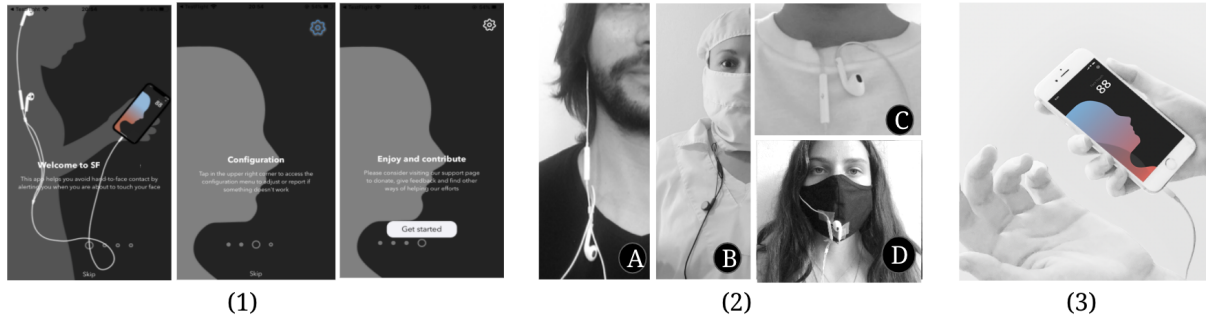 Welcome to SF
This app helps you avoid hand-to-face contact by
alerting you when you are about to touch your face
Skip
Configuration
Tap in the upper right corner to access the
configuration menu to adjust or report if
something doesn't work
Skip
Enjoy and contribute
Please consider visiting our support page
to donate, give feedback and find other
ways of helping our efforts
Get started
(1)
A
B
C
D
(2)
88
(3)